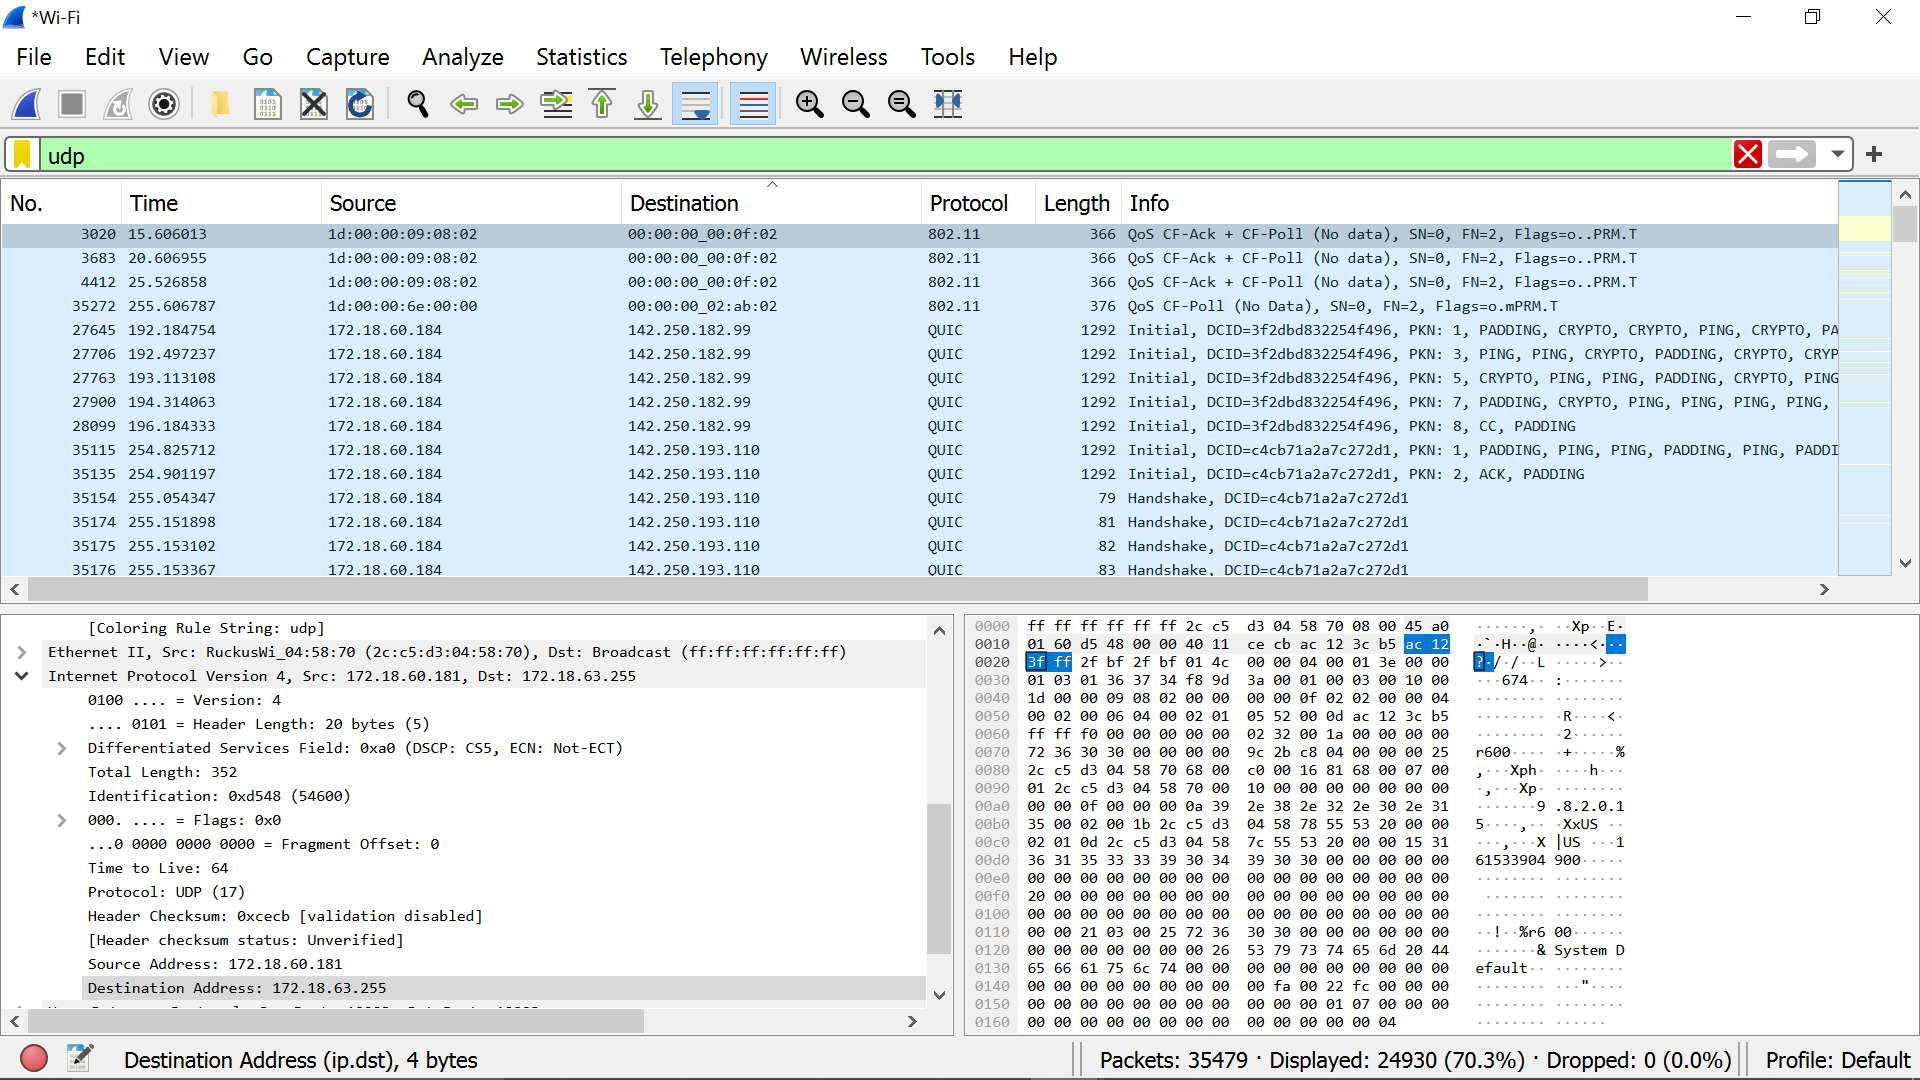 *Wi-Fi
File Edit View Go Capture Analyze Statistics Telephony Wireless Tools Help
udp
No. Time Source Destination Protocol Length Info
3020 15.606013 1d:00:00:09:08:02 00:00:00_00:0f:02 802.11 366 QoS CF-Ack + CF-Poll (No data), SN=0, FN=2, Flags=o..PRM.T
3683 20.606955 1d:00:00:09:08:02 00:00:00_00:0f:02 802.11 366 QoS CF-Ack + CF-Poll (No data), SN=0, FN=2, Flags=o..PRM.T
4412 25.526858 1d:00:00:09:08:02 00:00:00_00:0f:02 802.11 366 QoS CF-Ack + CF-Poll (No data), SN=0, FN=2, Flags=o..PRM.T
35272 255.606787 1d:00:00:6e:00:00 00:00:00_02:ab:02 802.11 376 QoS CF-Poll (No Data), SN=0, FN=2, Flags=o.mPRM.T
27645 192.184754 172.18.60.184 142.250.182.99 QUIC 1292 Initial, DCID=3f2dbd832254f496, PKN: 1, PADDING, CRYPTO, CRYPTO, PING, CRYPTO, PA
27706 192.497237 172.18.60.184 142.250.182.99 QUIC 1292 Initial, DCID=3f2dbd832254f496, PKN: 3, PING, PING, CRYPTO, PADDING, CRYPTO, CRYP
27763 193.113108 172.18.60.184 142.250.182.99 QUIC 1292 Initial, DCID=3f2dbd832254f496, PKN: 5, CRYPTO, PING, PING, PADDING, CRYPTO, PING
27900 194.314063 172.18.60.184 142.250.182.99 QUIC 1292 Initial, DCID=3f2dbd832254f496, PKN: 7, PADDING, CRYPTO, PING, PING, PING, PING,
28099 196.184333 172.18.60.184 142.250.182.99 QUIC 1292 Initial, DCID=3f2dbd832254f496, PKN: 8, CC, PADDING
35115 254.825712 172.18.60.184 142.250.193.110 QUIC 1292 Initial, DCID=c4cb71a2a7c272d1, PKN: 1, PADDING, PING, PING, PADDING, PING, PADDI
35135 254.901197 172.18.60.184 142.250.193.110 QUIC 1292 Initial, DCID=c4cb71a2a7c272d1, PKN: 2, ACK, PADDING
35154 255.054347 172.18.60.184 142.250.193.110 QUIC 79 Handshake, DCID=c4cb71a2a7c272d1
35174 255.151898 172.18.60.184 142.250.193.110 QUIC 81 Handshake, DCID=c4cb71a2a7c272d1
35175 255.153102 172.18.60.184 142.250.193.110 QUIC 82 Handshake, DCID=c4cb71a2a7c272d1
35176 255.153367 172.18.60.184 142.250.193.110 QUIC 83 Handshake, DCID=c4cb71a2a7c272d1
[Coloring Rule String: udp]
Ethernet II, Src: RuckusWi_04:58:70 (2c:c5:d3:04:58:70), Dst: Broadcast (ff:ff:ff:ff:ff:ff)
Internet Protocol Version 4, Src: 172.18.60.181, Dst: 172.18.63.255
0100 .... = Version: 4
.... 0101 = Header Length: 20 bytes (5)
Differentiated Services Field: 0xa0 (DSCP: CS5, ECN: Not-ECT)
Total Length: 352
Identification: 0xd548 (54600)
000. .... = Flags: 0x0
...0 0000 0000 0000 = Fragment Offset: 0
Time to Live: 64
Protocol: UDP (17)
Header Checksum: 0xcecb [validation disabled]
[Header checksum status: Unverified]
Source Address: 172.18.60.181
Destination Address: 172.18.63.255
0000 ff ff ff ff ff ff 2c c5 d3 04 58 70 08 00 45 a0 ······,· ··Xp··E·
0010 01 60 d5 48 00 00 40 11 ce cb ac 12 3c b5 ac 12 ·`·H··@· ····<···
0020 3f ff 2f bf 2f bf 01 4c 00 00 04 00 01 3e 00 00 ?·/·/··L ·····>··
0030 01 03 01 36 37 34 f8 9d 3a 00 01 00 03 00 10 00 ···674·· :·······
0040 1d 00 00 09 08 02 00 00 00 00 0f 02 02 00 00 04 ········ ········
0050 00 02 00 06 04 00 02 01 05 52 00 0d ac 12 3c b5 ········ ·R····<·
0060 ff ff f0 00 00 00 00 00 02 32 00 1a 00 00 00 00 ········ ·2······
0070 72 36 30 30 00 00 00 00 9c 2b c8 04 00 00 00 25 r600···· ·+·····%
0080 2c c5 d3 04 58 70 68 00 c0 00 16 81 68 00 07 00 ,···Xph· ····h···
0090 01 2c c5 d3 04 58 70 00 10 00 00 00 00 00 00 00 ·,···Xp· ········
00a0 00 00 0f 00 00 00 0a 39 2e 38 2e 32 2e 30 2e 31 ·······9 .8.2.0.1
00b0 35 00 02 00 1b 2c c5 d3 04 58 78 55 53 20 00 00 5····,·· ·XxUS ··
00c0 02 01 0d 2c c5 d3 04 58 7c 55 53 20 00 00 15 31 ···,···X |US ···1
00d0 36 31 35 33 33 39 30 34 39 30 30 00 00 00 00 00 61533904 900·····
00e0 00 00 00 00 00 00 00 00 00 00 00 00 00 00 00 00 ········ ········
00f0 20 00 00 00 00 00 00 00 00 00 00 00 00 00 00 00  ······· ········
0100 00 00 00 00 00 00 00 00 00 00 00 00 00 00 00 00 ········ ········
0110 00 00 21 03 00 25 72 36 30 30 00 00 00 00 00 00 ··!··%r6 00······
0120 00 00 00 00 00 00 00 26 53 79 73 74 65 6d 20 44 ·······& System D
0130 65 66 61 75 6c 74 00 00 00 00 00 00 00 00 00 00 efault·· ········
0140 00 00 00 00 00 00 00 00 00 fa 00 22 fc 00 00 00 ········ ···"····
0150 00 00 00 00 00 00 00 00 00 00 00 01 07 00 00 00 ········ ········
0160 00 00 00 00 00 00 00 00 00 00 00 00 00 04 ········ ······
Destination Address (ip.dst), 4 bytes
Packets: 35479 · Displayed: 24930 (70.3%) · Dropped: 0 (0.0%)
Profile: Default